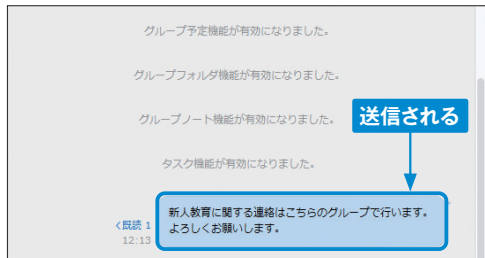 グループ予定機能が有効になりました。
グループフォルダ機能が有効になりました。
グループノート機能が有効になりました。
送信される
タスク機能が有効になりました。
新人教育に関する連絡はこちらのグループで行います。
よろしくお願いします。
<既読 1
12:13